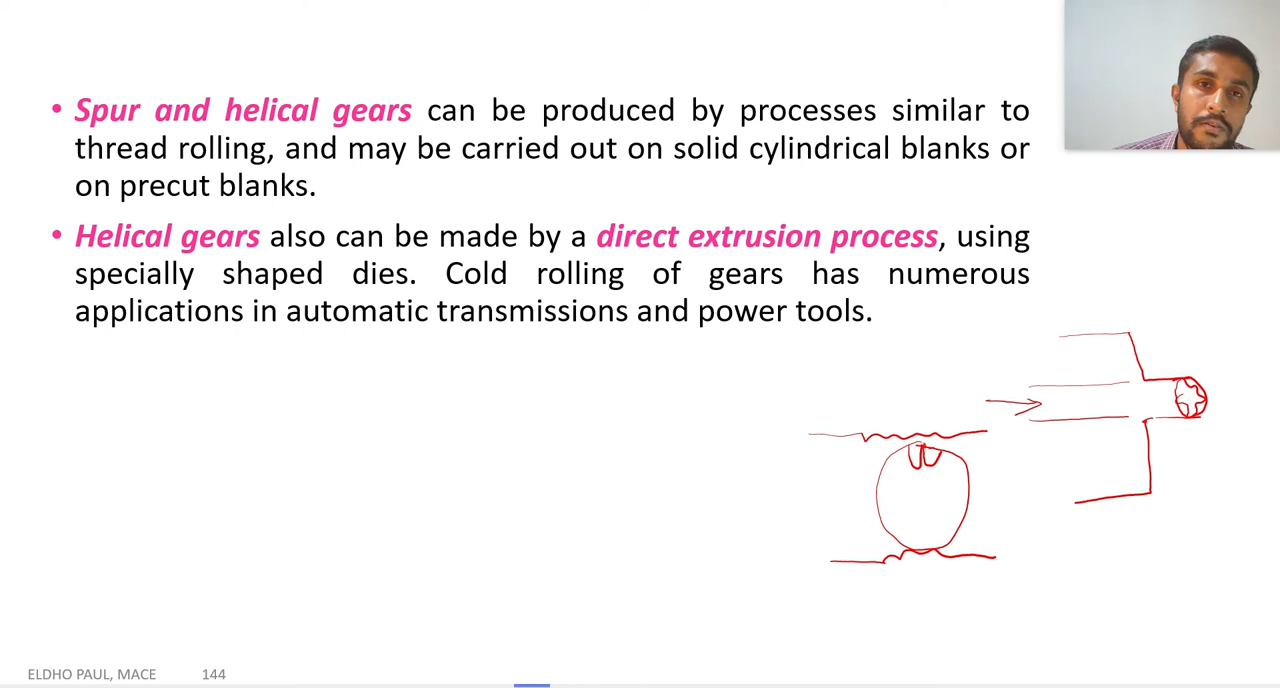 • Spur and helical gears can be produced by processes similar to
thread rolling, and may be carried out on solid cylindrical blanks or
on precut blanks.
• Helical gears also can be made by a direct extrusion process, using
specially shaped dies. Cold rolling of gears has numerous
applications in automatic transmissions and power tools.
ELDHO PAUL, MACE 144